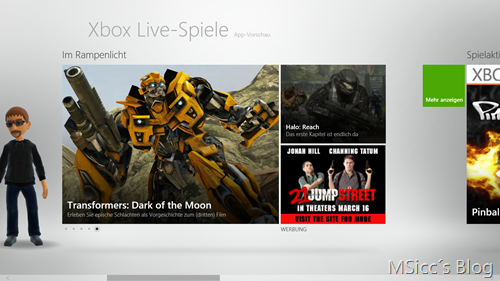 Xbox Live-Spiele App-Vorschau
Im Rampenlicht
Spielakti
Transformers: Dark of the Moon
Erleben Sie epische Schlachten als Vorgeschichte zum (dritten) Film
Halo: Reach
Das erste Kapitel ist endlich da
JONAH HILL CHANNING TATUM
21 JUMP STREET
IN THEATERS MARCH 16
VISIT THE SITE FOR MORE
WERBUNG
Mehr anzeigen
XBO
Pinbal
MSicc´s Blog